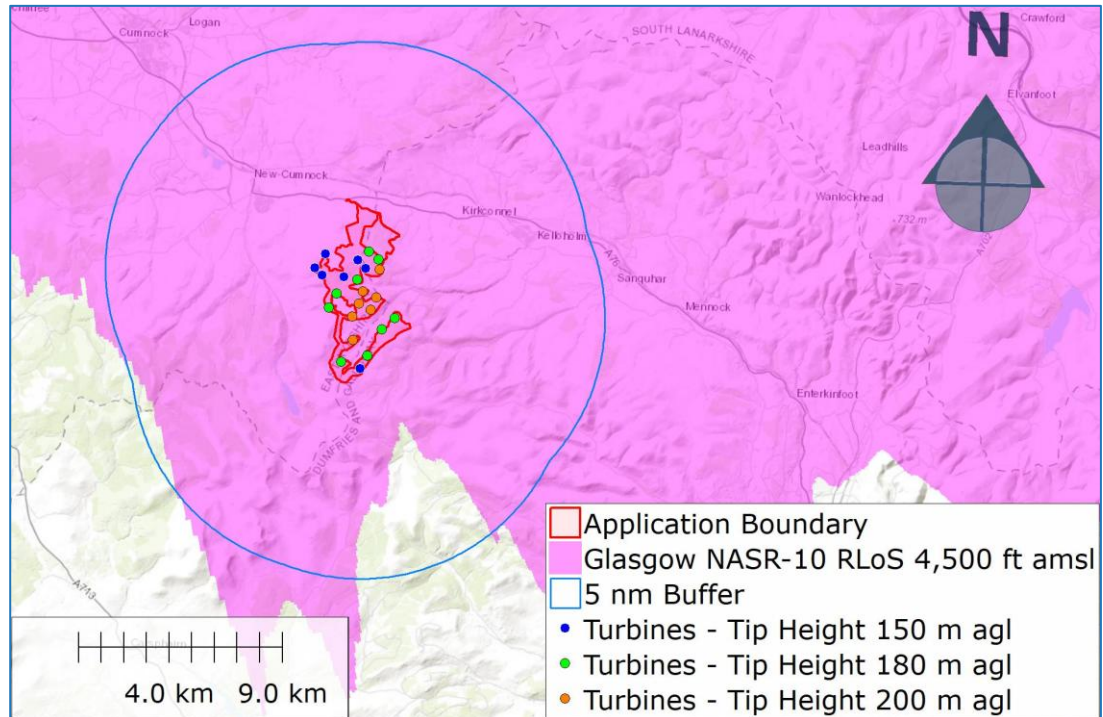 Cumnock
Logan
Crawford
N
SOUTH LANARKSHIRE
Elvanfoot
Leadhills
New-Cumnock
Wanlockhead
732 m
Kirkconnel
Kelloholm
A76
Sanquhar
Mennock
DUMFRIES AND
Enterkinfoot
A713
Application Boundary
Glasgow NASR-10 RLoS 4,500 ft amsl
5 nm Buffer
Turbines - Tip Height 150 m agl
Turbines - Tip Height 180 m agl
Turbines - Tip Height 200 m agl
4.0 km 9.0 km